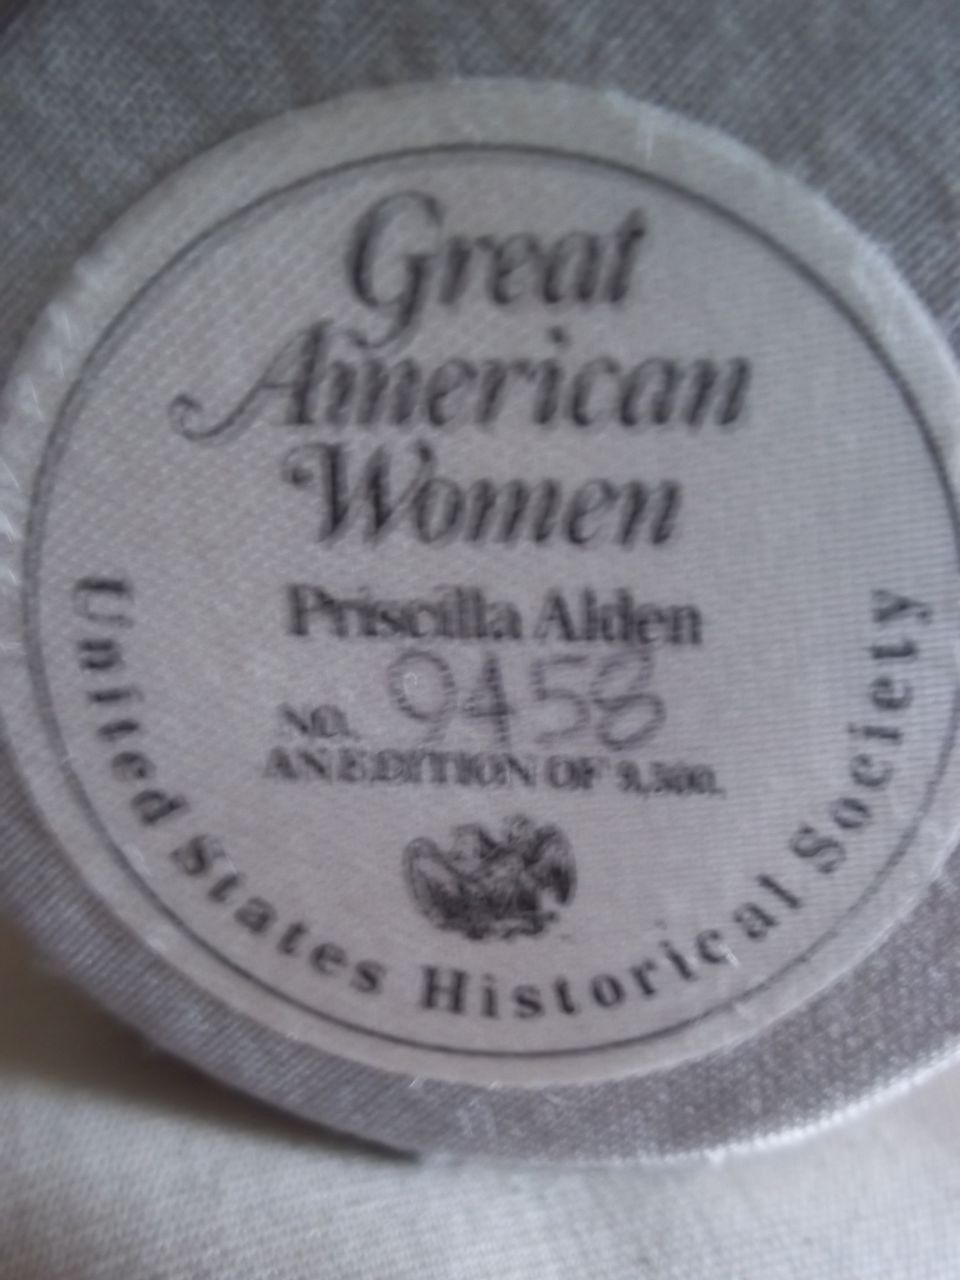 Great
American
Women
Priscilla Alden
NO. 9458
AN EDITION OF 9,500.
United States Historical Society